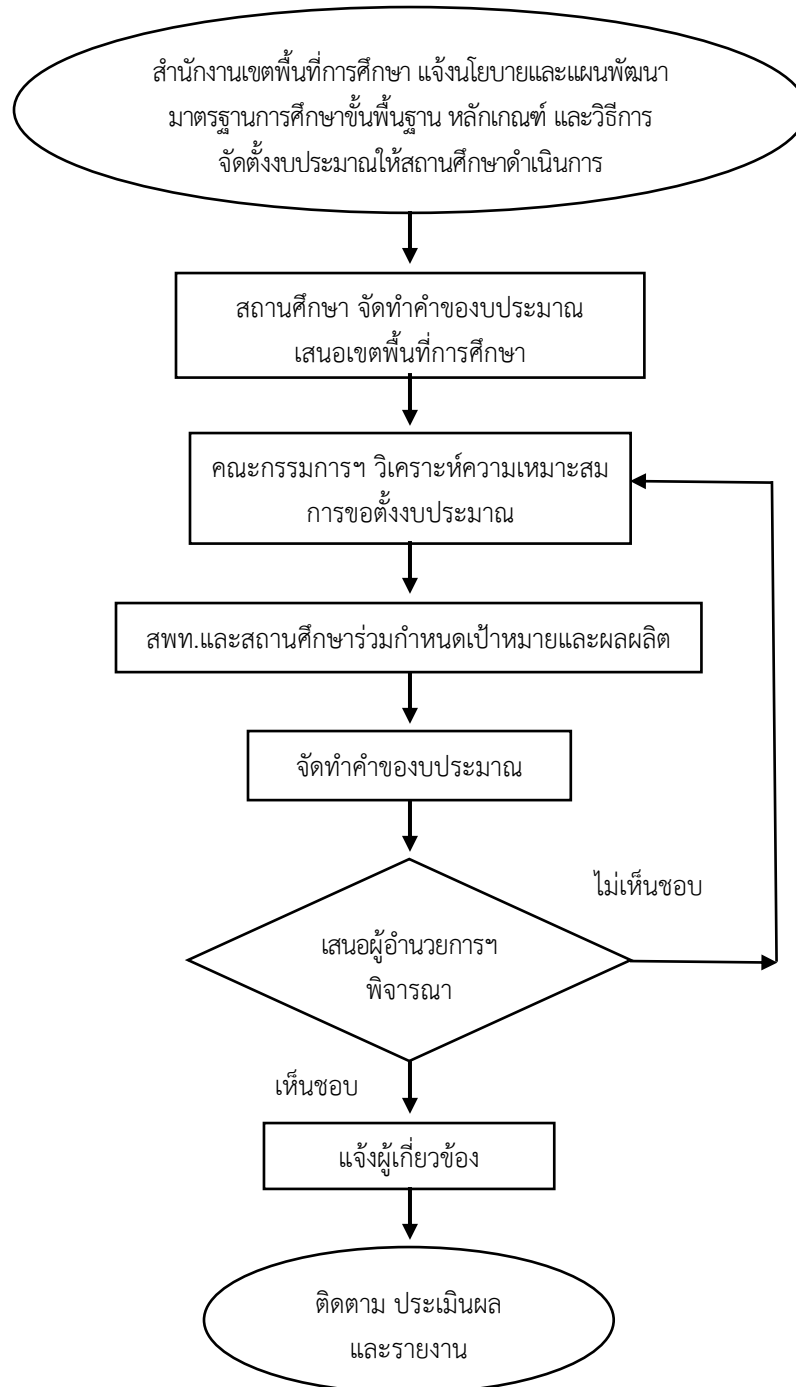 สำนักงานเขตพื้นที่การศึกษา แจ้งนโยบายและแผนพัฒนา
มาตรฐานการศึกษาขั้นพื้นฐาน หลักเกณฑ์ และวิธีการ
จัดตั้งงบประมาณให้สถานศึกษาดำเนินการ
สถานศึกษา จัดทำคำของบประมาณ
เสนอเขตพื้นที่การศึกษา
คณะกรรมการฯ วิเคราะห์ความเหมาะสม
การขอตั้งงบประมาณ
สพท.และสถานศึกษาร่วมกำหนดเป้าหมายและผลผลิต
จัดทำคำของบประมาณ
ไม่เห็นชอบ
เสนอผู้อำนวยการฯ
พิจารณา
เห็นชอบ
แจ้งผู้เกี่ยวข้อง
ติดตาม ประเมินผล
และรายงาน